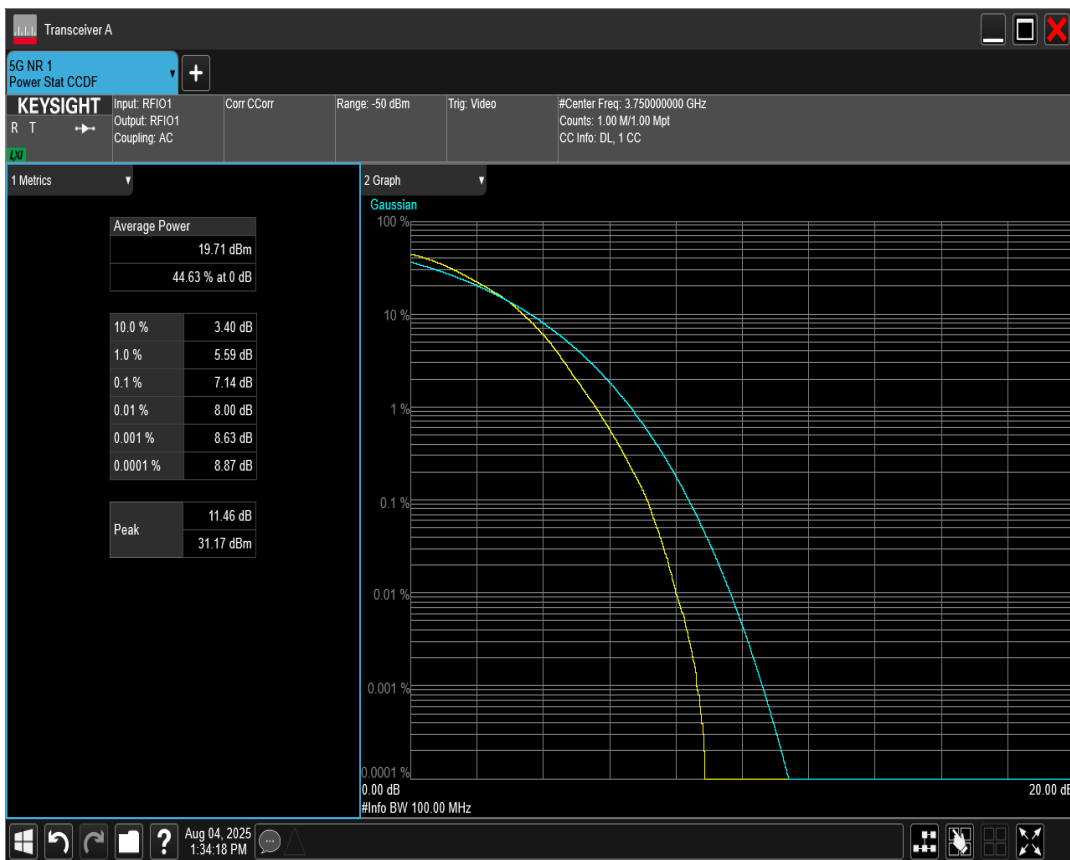 Transceiver A
5G NR 1
Power Stat CCDF
KEYSIGHT
R T
LXI
Input: RFIO1
Output: RFIO1
Coupling: AC
Corr CCorr
Range: -50 dBm
Trig: Video
#Center Freq: 3.750000000 GHz
Counts: 1.00 M/1.00 Mpt
CC Info: DL, 1 CC
1 Metrics
Average Power
19.71 dBm
44.63 % at 0 dB
10.0 % 3.40 dB
1.0 % 5.59 dB
0.1 % 7.14 dB
0.01 % 8.00 dB
0.001 % 8.63 dB
0.0001 % 8.87 dB
Peak
11.46 dB
31.17 dBm
2 Graph
Gaussian
100 %
10 %
1 %
0.1 %
0.01 %
0.001 %
0.0001 %
0.00 dB 20.00 dB
#Info BW 100.00 MHz
?
Aug 04, 2025
1:34:18 PM